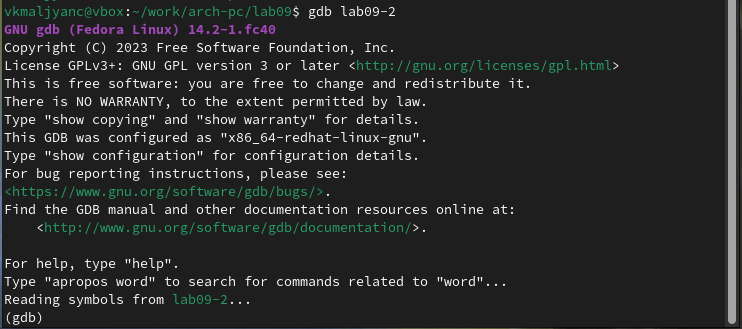 vkmaljyanc@vbox:~/work/arch-pc/lab09$ gdb lab09-2
GNU gdb (Fedora Linux) 14.2-1.fc40
Copyright (C) 2023 Free Software Foundation, Inc.
License GPLv3+: GNU GPL version 3 or later <http://gnu.org/licenses/gpl.html>
This is free software: you are free to change and redistribute it.
There is NO WARRANTY, to the extent permitted by law.
Type "show copying" and "show warranty" for details.
This GDB was configured as "x86_64-redhat-linux-gnu".
Type "show configuration" for configuration details.
For bug reporting instructions, please see:
<https://www.gnu.org/software/gdb/bugs/>.
Find the GDB manual and other documentation resources online at:
    <http://www.gnu.org/software/gdb/documentation/>.

For help, type "help".
Type "apropos word" to search for commands related to "word"...
Reading symbols from lab09-2...
(gdb)